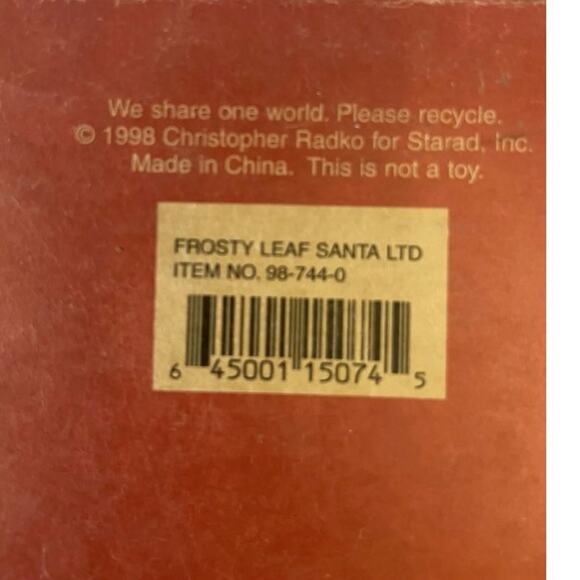 We share one world. Please recycle.
© 1998 Christopher Radko for Starad, Inc.
Made in China. This is not a toy.
FROSTY LEAF SANTA LTD
ITEM NO. 98-744-0
6 45001 15074 5